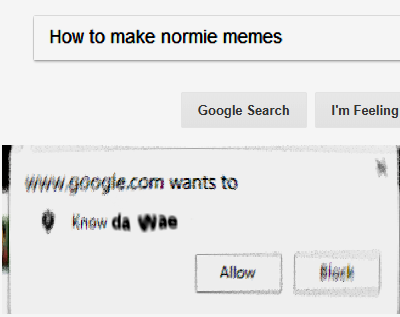 How to make normie memes
Google Search
I'm Feeling
www.google.com wants to
Know da Wae
Allow
Block